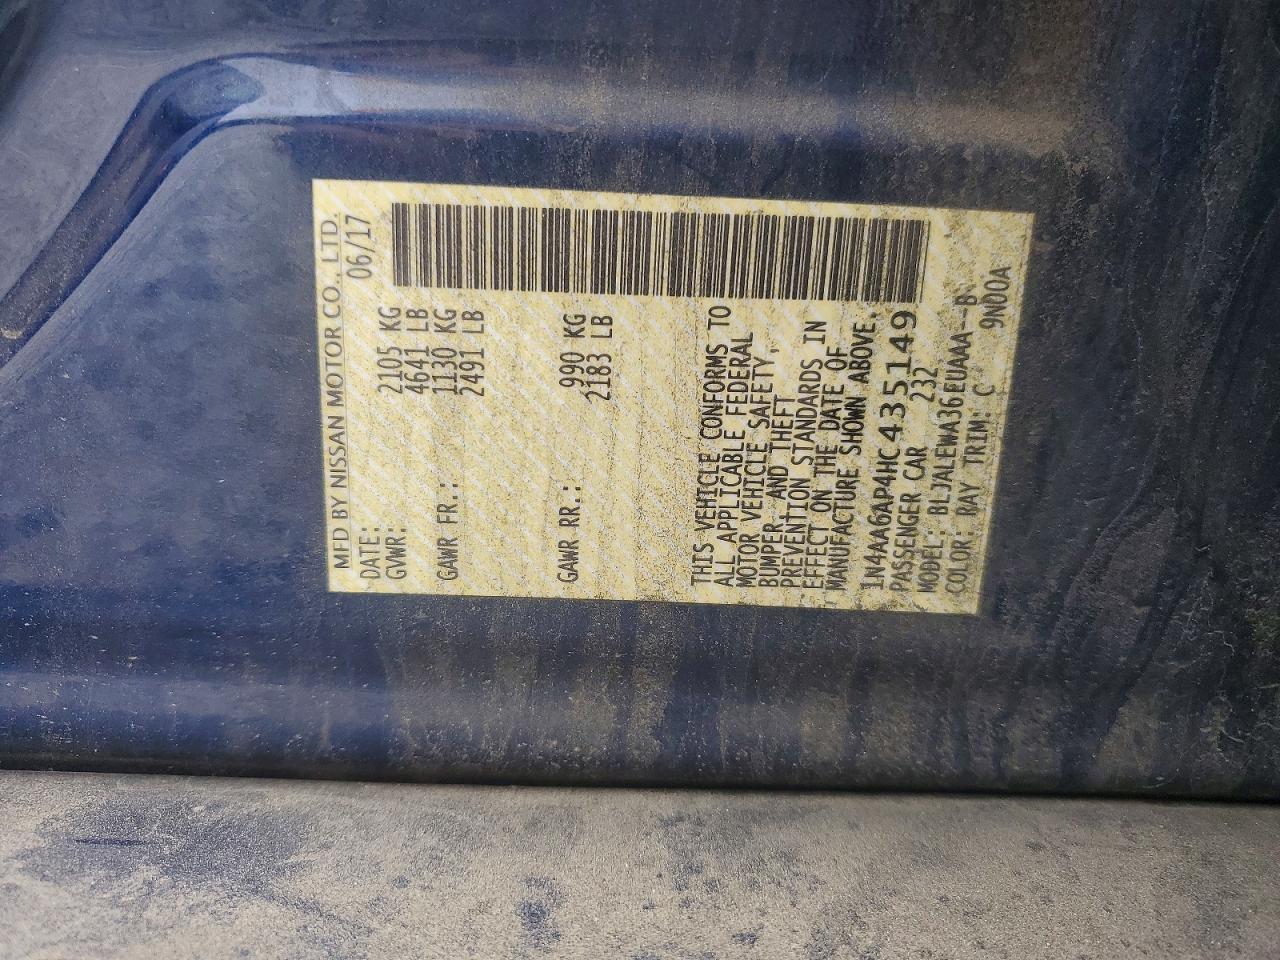 MFD BY NISSAN MOTOR CO., LTD.
DATE: 06/17
GVWR: 2105 KG
4641 LB
GAWR FR.: 1130 KG
2491 LB
GAWR RR.: 990 KG
2183 LB
THIS VEHICLE CONFORMS TO
ALL APPLICABLE FEDERAL
MOTOR VEHICLE SAFETY,
BUMPER, AND THEFT
PREVENTION STANDARDS IN
EFFECT ON THE DATE OF
MANUFACTURE SHOWN ABOVE.
1N4AA6AP4HC435149
PASSENGER CAR 232
MODEL: BLJALEWA36EUAAA--B
COLOR: RAY TRIM: C 9N00A